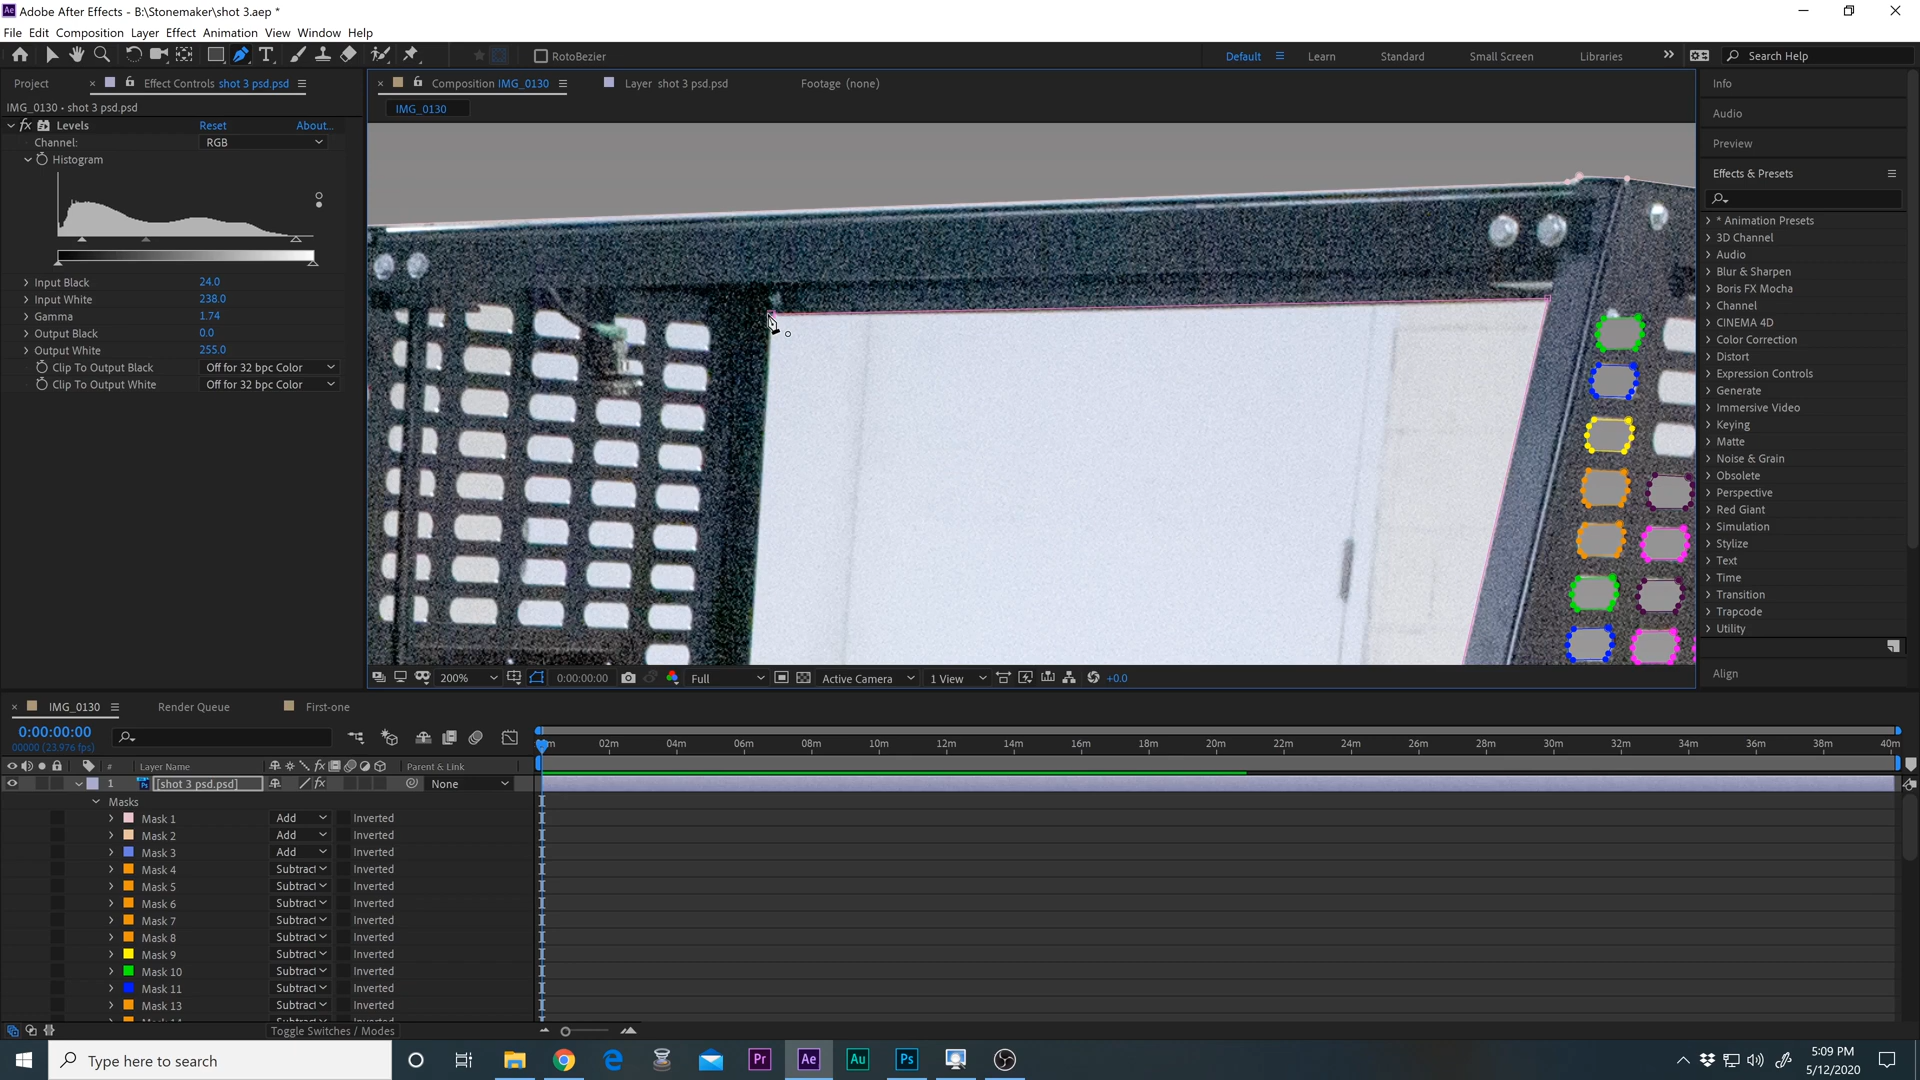 Adobe After Effects - B:\Stonemaker\shot 3.aep *
File Edit Composition Layer Effect Animation View Window Help
RotoBezier
Default Learn Standard Small Screen Libraries Search Help
Project
Effect Controls shot 3 psd.psd
Composition IMG_0130
Layer shot 3 psd.psd
Footage (none)
IMG_0130 • shot 3 psd.psd
IMG_0130
fx Levels Reset About...
Channel: RGB
Histogram
Input Black 24.0
Input White 238.0
Gamma 1.74
Output Black 0.0
Output White 255.0
Clip To Output Black Off for 32 bpc Color
Clip To Output White Off for 32 bpc Color
Info
Audio
Preview
Effects & Presets
* Animation Presets
3D Channel
Audio
Blur & Sharpen
Boris FX Mocha
Channel
CINEMA 4D
Color Correction
Distort
Expression Controls
Generate
Immersive Video
Keying
Matte
Noise & Grain
Obsolete
Perspective
Red Giant
Simulation
Stylize
Text
Time
Transition
Trapcode
Utility
Align
200% 0:00:00:00 Full Active Camera 1 View +0.0
IMG_0130 Render Queue First-one
0:00:00:00
00000 (23.976 fps)
02m 04m 06m 08m 10m 12m 14m 16m 18m 20m 22m 24m 26m 28m 30m 32m 34m 36m 38m 40m
# Layer Name Parent & Link
1 [shot 3 psd.psd] None
Masks
Mask 1 Add Inverted
Mask 2 Add Inverted
Mask 3 Add Inverted
Mask 4 Subtract Inverted
Mask 5 Subtract Inverted
Mask 6 Subtract Inverted
Mask 7 Subtract Inverted
Mask 8 Subtract Inverted
Mask 9 Subtract Inverted
Mask 10 Subtract Inverted
Mask 11 Subtract Inverted
Mask 13 Subtract Inverted
Toggle Switches / Modes
Type here to search
Pr Ae Au Ps
5:09 PM
5/12/2020